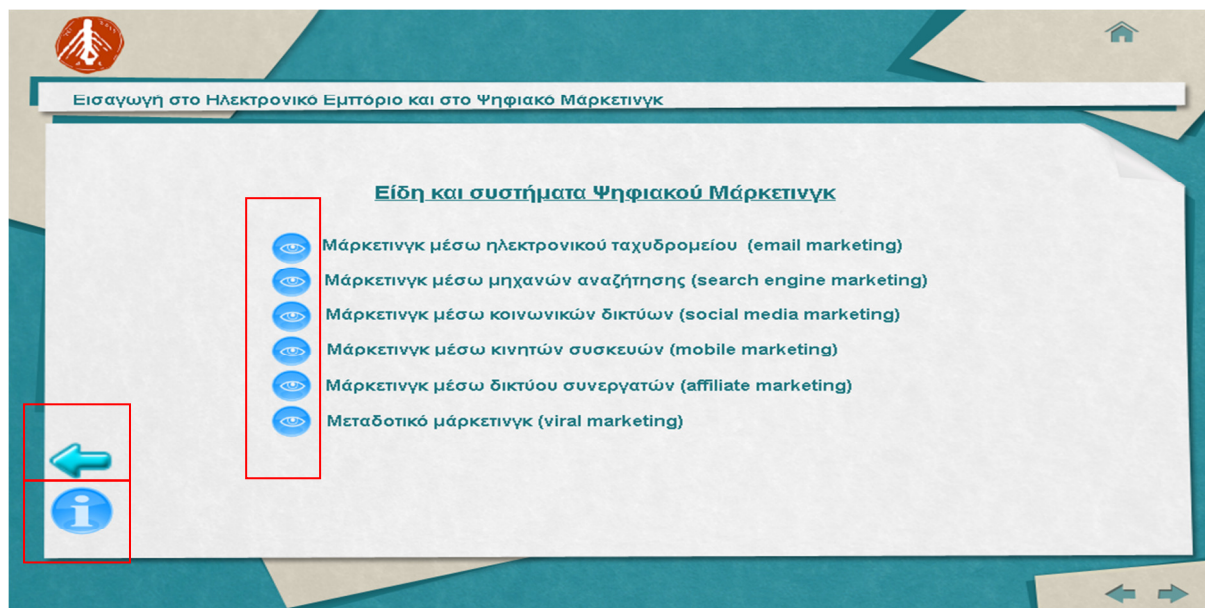 Εισαγωγή στο Ηλεκτρονικό Εμπόριο και στο Ψηφιακό Μάρκετινγκ
Είδη και συστήματα Ψηφιακού Μάρκετινγκ
Μάρκετινγκ μέσω ηλεκτρονικού ταχυδρομείου (email marketing)
Μάρκετινγκ μέσω μηχανών αναζήτησης (search engine marketing)
Μάρκετινγκ μέσω κοινωνικών δικτύων (social media marketing)
Μάρκετινγκ μέσω κινητών συσκευών (mobile marketing)
Μάρκετινγκ μέσω δικτύου συνεργατών (affiliate marketing)
Μεταδοτικό μάρκετινγκ (viral marketing)